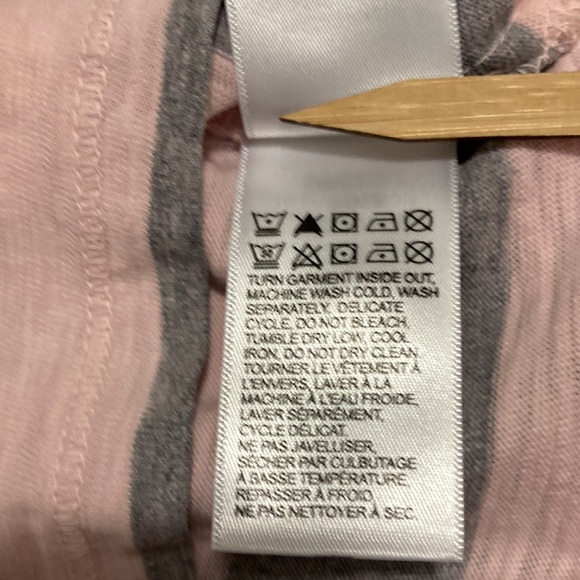 TURN GARMENT INSIDE OUT,
MACHINE WASH COLD, WASH
SEPARATELY, DELICATE
CYCLE, DO NOT BLEACH,
TUMBLE DRY LOW, COOL
IRON, DO NOT DRY CLEAN.
TOURNER LE VÊTEMENT À
L'ENVERS, LAVER À LA
MACHINE À L'EAU FROIDE,
LAVER SÉPARÉMENT,
CYCLE DÉLICAT.
NE PAS JAVELLISER,
SÉCHER PAR CULBUTAGE
À BASSE TEMPÉRATURE.
REPASSER À FROID.
NE PAS NETTOYER À SEC.